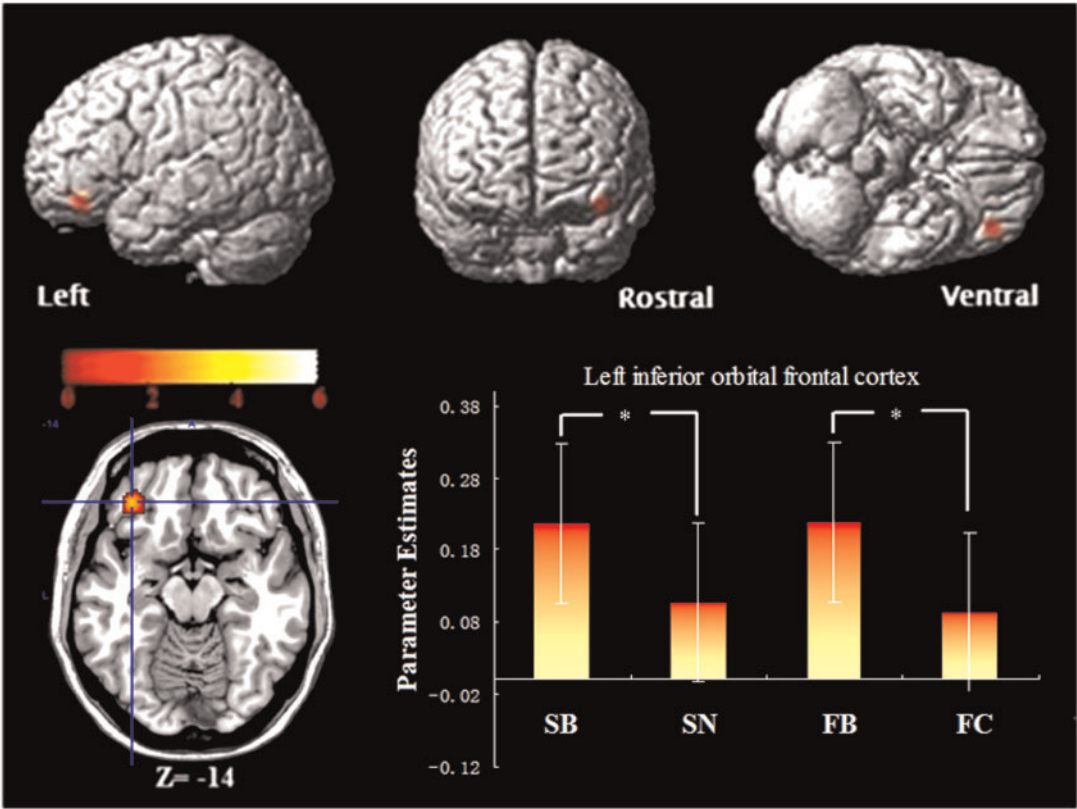 Left
Rostral
Ventral
0 2 4 6
-14
A
L
Z= -14
Left inferior orbital frontal cortex
Parameter Estimates
0.38
0.28
0.18
0.08
-0.02
-0.12
*
*
SB SN FB FC